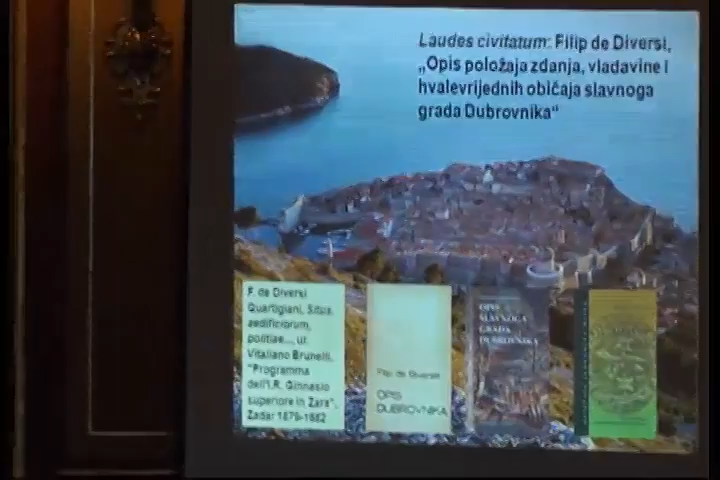 Laudes civitatum: Filip de Diversi,
„Opis položaja zdanja, vladavine i
hvalevrijednih običaja slavnoga
grada Dubrovnika“
F. de Diversi
Quartigiani, Situs
aedificiorum,
politiae..., ur.
Vitaliano Brunelli,
"Programma
dell'I.R. Ginnasio
superiore in Zara",
Zadar 1879-1882
Filip de Diversis
OPIS
DUBROVNIKA
OPIS
SLAVNOGA
GRADA
DUBROVNIKA